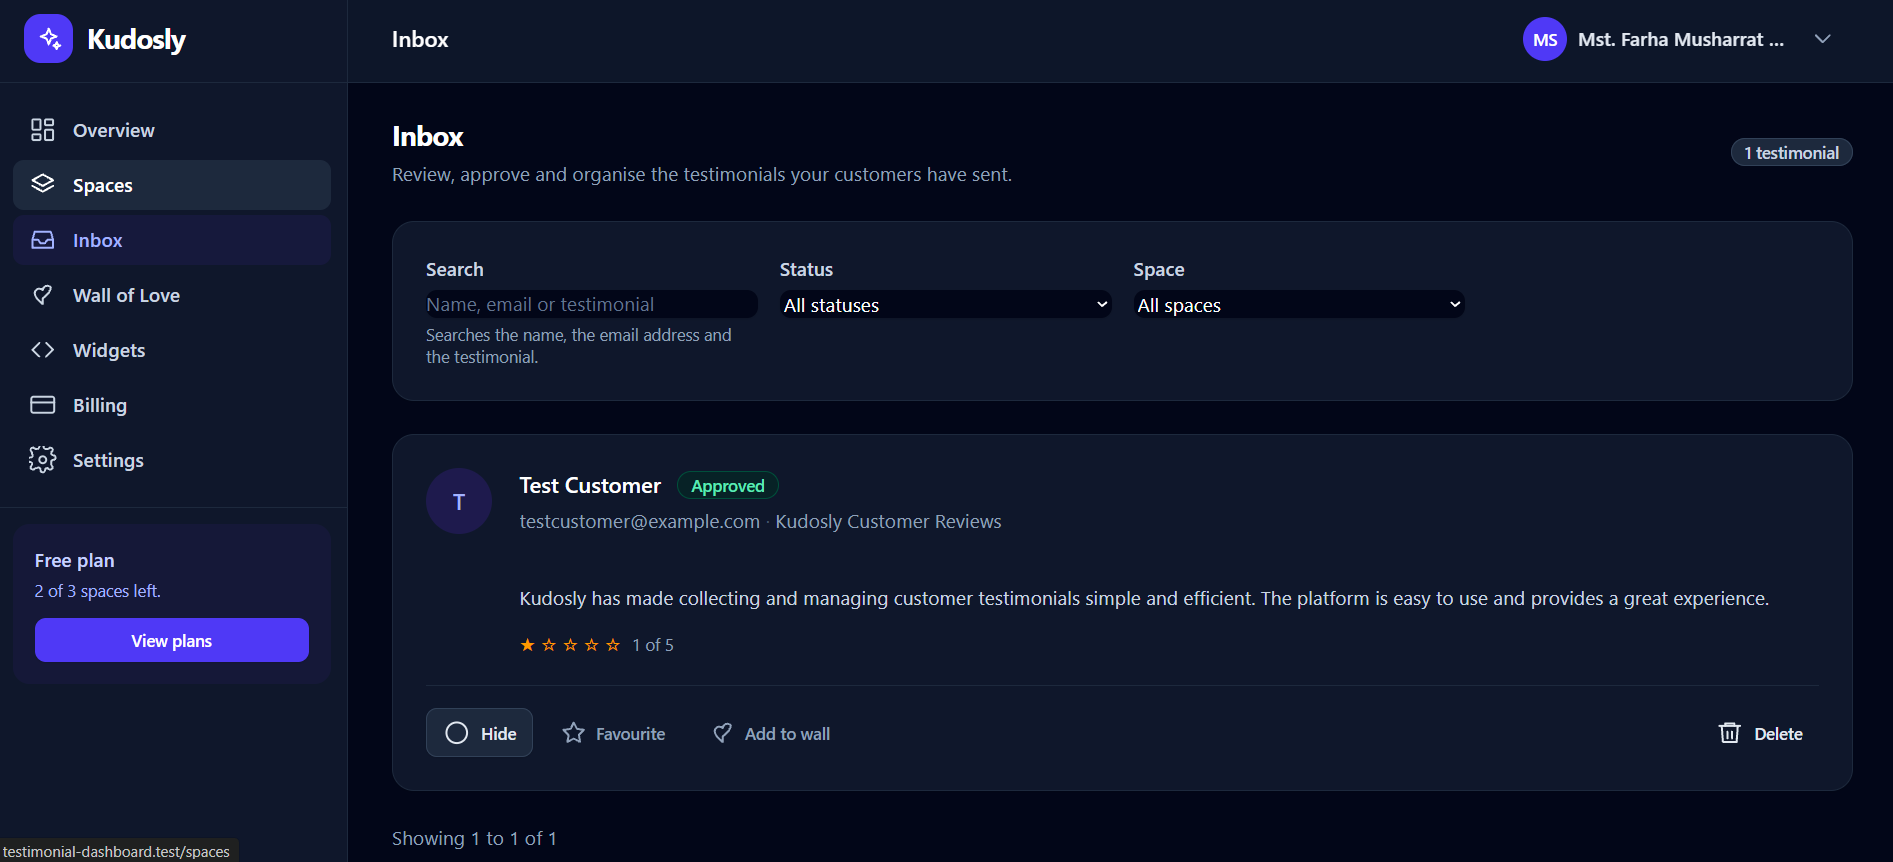 Kudosly
Inbox
MS Mst. Farha Musharrat ...
Overview
Spaces
Inbox
Wall of Love
Widgets
Billing
Settings
Free plan
2 of 3 spaces left.
View plans
Inbox
Review, approve and organise the testimonials your customers have sent.
1 testimonial
Search
Name, email or testimonial
Searches the name, the email address and
the testimonial.
Status
All statuses
Space
All spaces
T
Test Customer Approved
testcustomer@example.com · Kudosly Customer Reviews
Kudosly has made collecting and managing customer testimonials simple and efficient. The platform is easy to use and provides a great experience.
1 of 5
Hide
Favourite
Add to wall
Delete
Showing 1 to 1 of 1
testimonial-dashboard.test/spaces